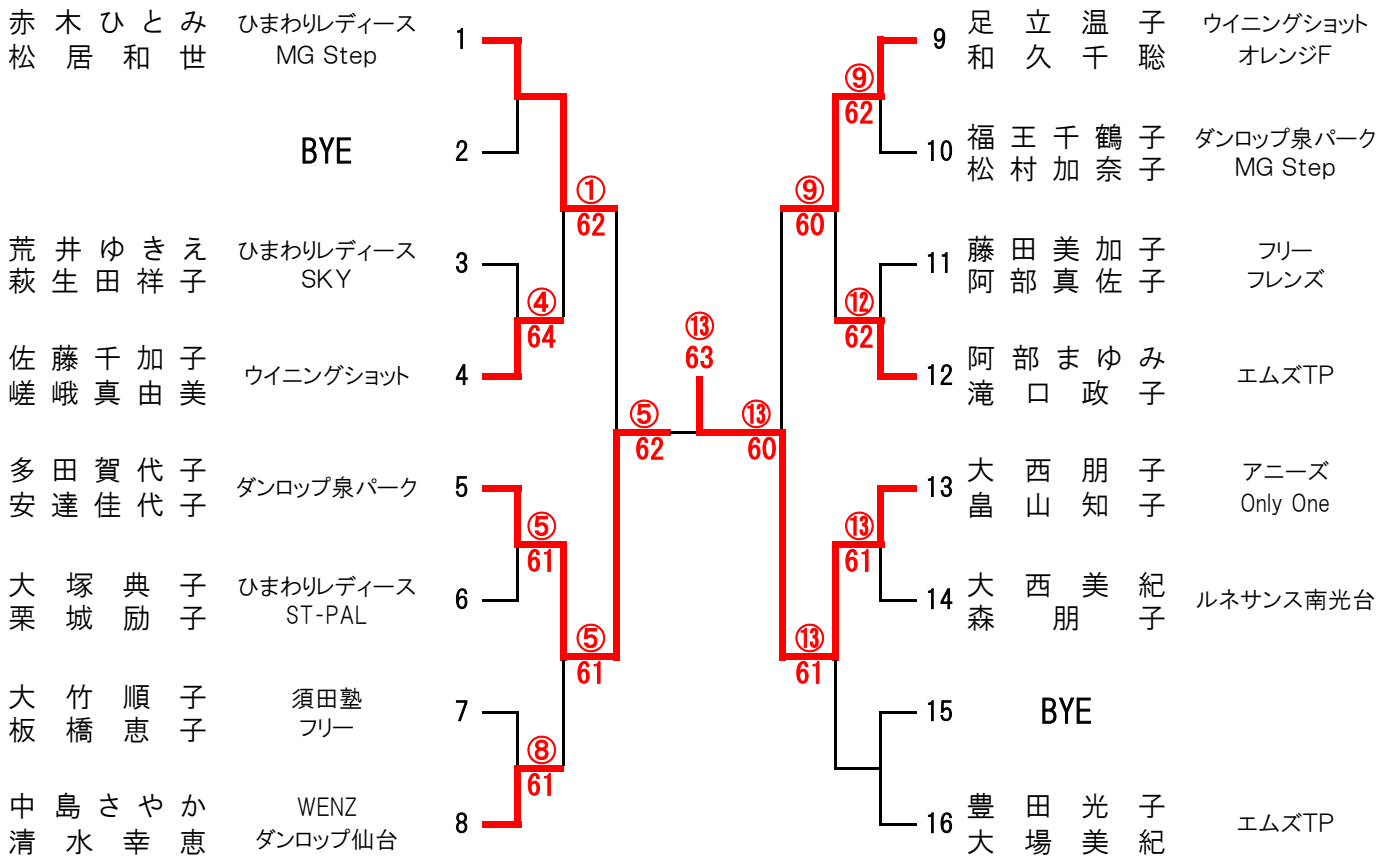 赤木ひとみ ひまわりレディース
松居和世 MG Step
1
BYE
2
①
62
荒井ゆきえ ひまわりレディース
萩生田祥子 SKY
3
④
64
佐藤千加子
嵯峨真由美
ウイニングショット
4
⑤
62
多田賀代子
安達佳代子
ダンロップ泉パーク
5
⑤
61
大塚典子 ひまわりレディース
栗城励子 ST-PAL
6
⑤
61
大竹順子 須田塾
板橋恵子 フリー
7
⑧
61
中島さやか WENZ
清水幸恵 ダンロップ仙台
8
⑬
63
9
足立温子 ウイニングショット
和久千聡 オレンジF
⑨
62
10
福王千鶴子 ダンロップ泉パーク
松村加奈子 MG Step
⑨
60
11
藤田美加子 フリー
阿部真佐子 フレンズ
⑫
62
12
阿部まゆみ
滝口政子
エムズTP
⑬
60
13
大西朋子 アニーズ
畠山知子 Only One
⑬
61
14
大西美紀
森朋子
ルネサンス南光台
⑬
61
15
BYE
16
豊田光子
大場美紀
エムズTP